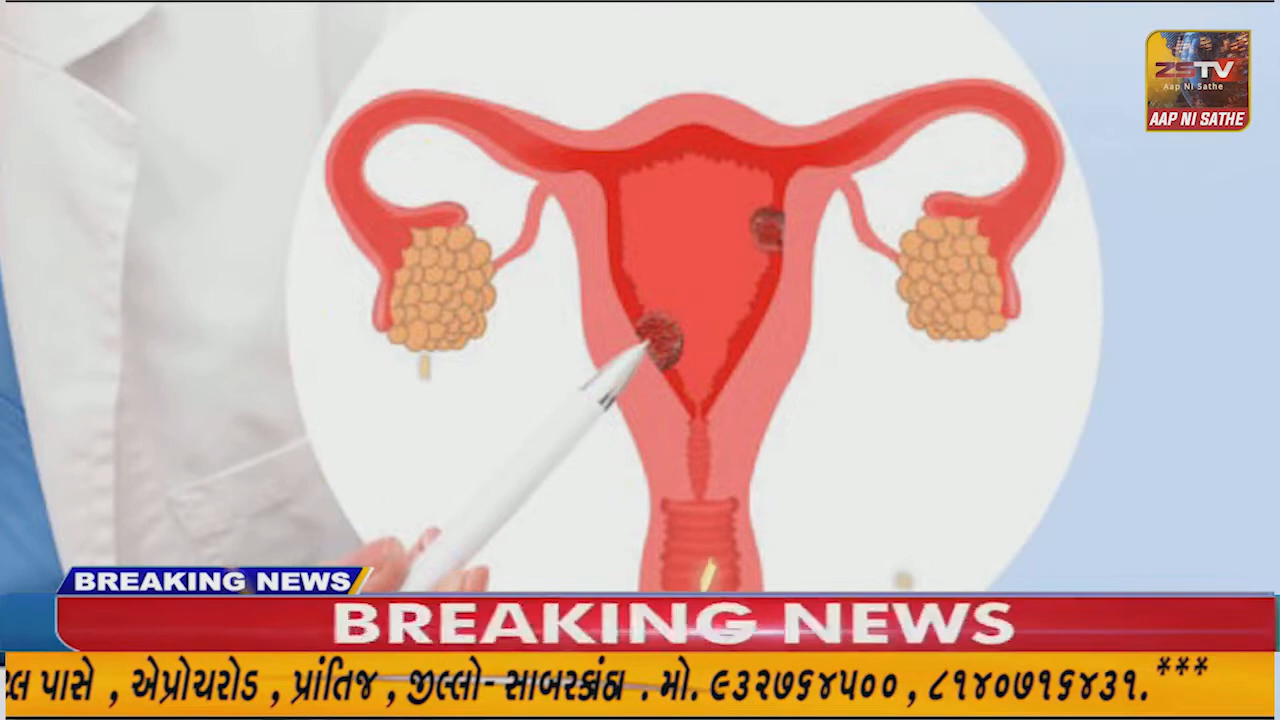 ZSTV
Aap Ni Sathe
AAP NI SATHE
BREAKING NEWS
BREAKING NEWS
પાસે , એપ્રોચરોડ , પ્રાંતિજ , જીલ્લો- સાબરકાંઠા . મો. ૯૩૨૭૬૪૫૦૦ , ૮૧૪૦૭૧૬૪૩૧. ***